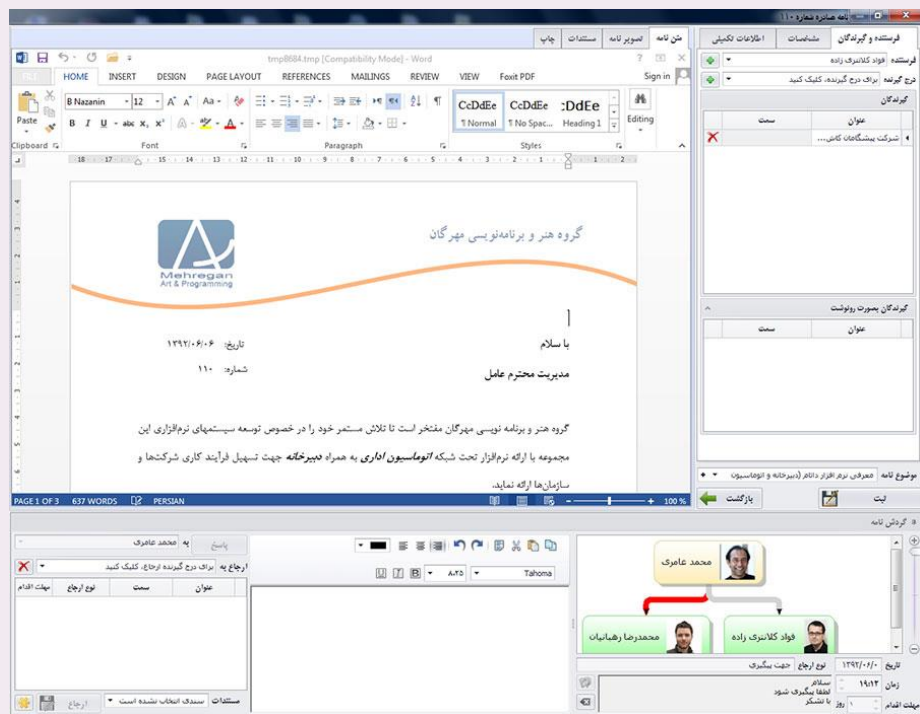 نامه صادره شماره ۱۱۰
متن نامه
تصویر نامه
مستندات
چاپ
tmp8684.tmp [Compatibility Mode] - Word
FILE
HOME
INSERT
DESIGN
PAGE LAYOUT
REFERENCES
MAILINGS
REVIEW
VIEW
Foxit PDF
Sign in
Paste
B Nazanin
12
Clipboard
Font
Paragraph
Styles
CcDdEe
CcDdEe
:DdEe
¶ Normal
¶ No Spac...
Heading 1
Editing
گروه هنر و برنامه‌نویسی مهرگان
Mehregan
Art & Programming
با سلام
تاریخ: ۱۳۹۲/۰۶/۰۶
مدیریت محترم عامل
شماره: ۱۱۰
گروه هنر و برنامه نویسی مهرگان مفتخر است تا تلاش مستمر خود را در خصوص توسعه سیستمهای نرم‌افزاری این
مجموعه با ارائه نرم‌افزار تحت شبکه اتوماسیون اداری به همراه دبیرخانه جهت تسهیل فرآیند کاری شرکت‌ها و
سازمان‌ها ارائه نماید.
PAGE 1 OF 3
637 WORDS
PERSIAN
100 %
فرستنده و گیرندگان
مشخصات
اطلاعات تکمیلی
فرستنده
فواد کلانتری زاده
درج گیرنده
برای درج گیرنده، کلیک کنید
گیرندگان
عنوان
سمت
شرکت پیشگامان کاش...
گیرندگان بصورت رونوشت
عنوان
سمت
موضوع نامه
معرفی نرم افزار داتام (دبیرخانه و اتوماسیون
ثبت
بازگشت
گردش نامه
محمد عامری
فواد کلانتری زاده
محمدرضا رهبانیان
تاریخ
۱۳۹۲/۰۶/۰
نوع ارجاع
جهت پیگیری
زمان
۱۹:۱۲
سلام
لطفا پیگیری شود
با تشکر
مهلت اقدام
۱
روز
Tahoma
۸.۲۵
B
I
U
پاسخ
به
محمد عامری
ارجاع به
برای درج گیرنده ارجاع، کلیک کنید
عنوان
سمت
نوع ارجاع
مهلت اقدام
مستندات
سندی انتخاب نشده است
ارجاع